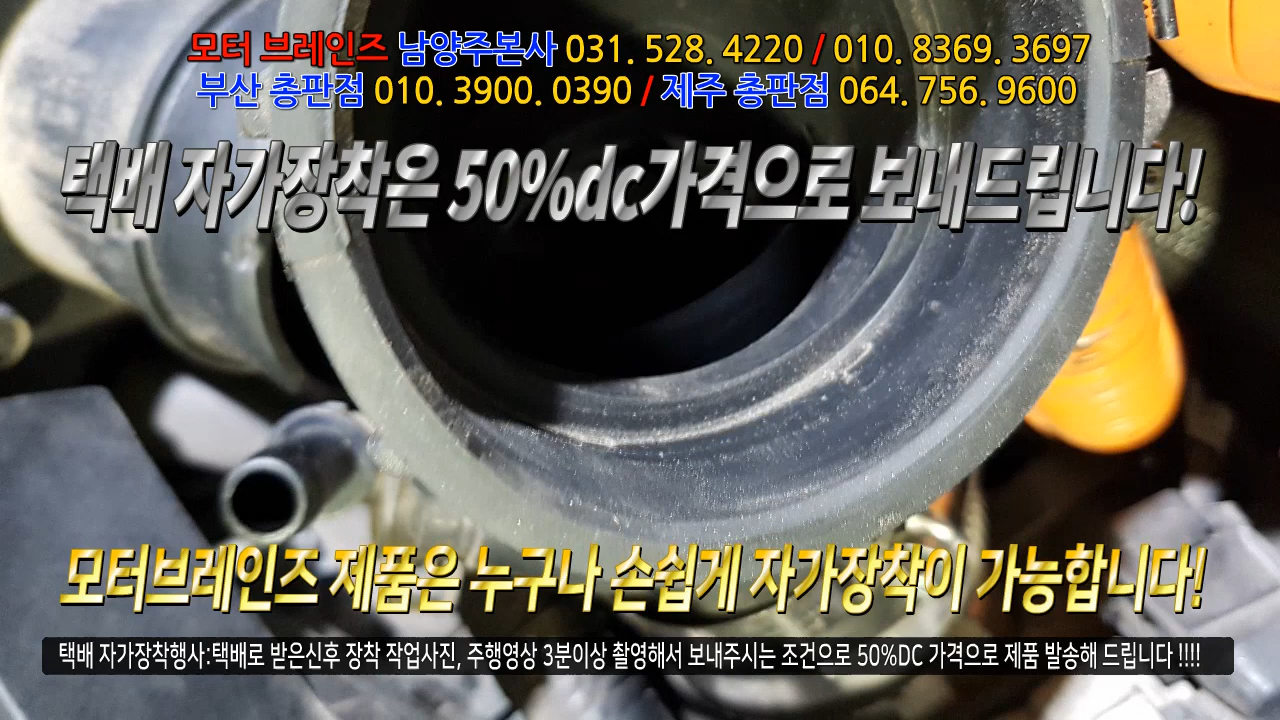 모터 브레인즈 남양주본사 031. 528. 4220 / 010. 8369. 3697
부산 총판점 010. 3900. 0390 / 제주 총판점 064. 756. 9600
택배 자가장착은 50%dc가격으로 보내드립니다!
모터브레인즈 제품은 누구나 손쉽게 자가장착이 가능합니다!
택배 자가장착행사:택배로 받은신후 장착 작업사진, 주행영상 3분이상 촬영해서 보내주시는 조건으로 50%DC 가격으로 제품 발송해 드립니다 !!!!